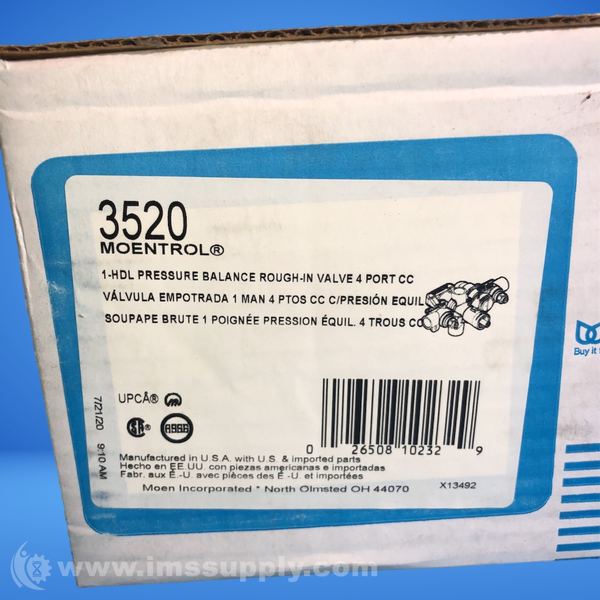 3520
MOENTROL®
1-HDL PRESSURE BALANCE ROUGH-IN VALVE 4 PORT CC
VÁLVULA EMPOTRADA 1 MAN 4 PTOS CC C/PRESIÓN EQUIL
SOUPAPE BRUTE 1 POIGNÉE PRESSION ÉQUIL. 4 TROUS CC
UPCÂ®
7/21/20 9:10 AM
0 26508 10232 9
Manufactured in U.S.A. with U.S. & imported parts
Hecho en EE.UU. con piezas americanas e importadas
Fabr. aux É.-U. avec pièces des É.-U. et importées
Moen Incorporated * North Olmsted OH 44070
X13492
Buy it
www.imssupply.com